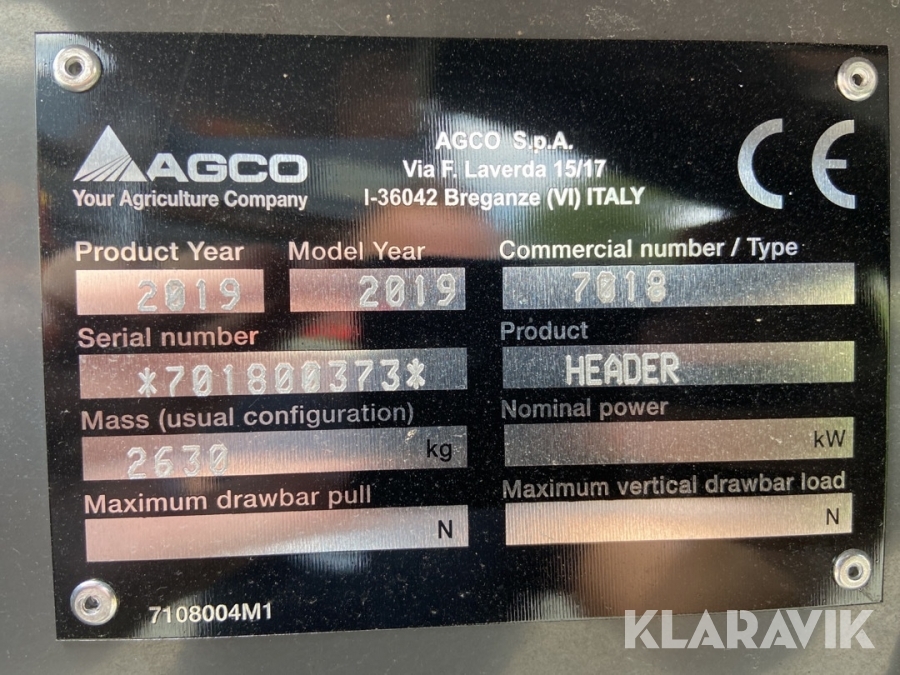 AGCO
Your Agriculture Company
AGCO S.p.A.
Via F. Laverda 15/17
I-36042 Breganze (VI) ITALY
CE
Product Year
2019
Model Year
2019
Commercial number / Type
7018
Serial number
*701800373*
Product
HEADER
Mass (usual configuration)
2630 kg
Nominal power
kW
Maximum drawbar pull
N
Maximum vertical drawbar load
N
7108004M1
KLARAVIK